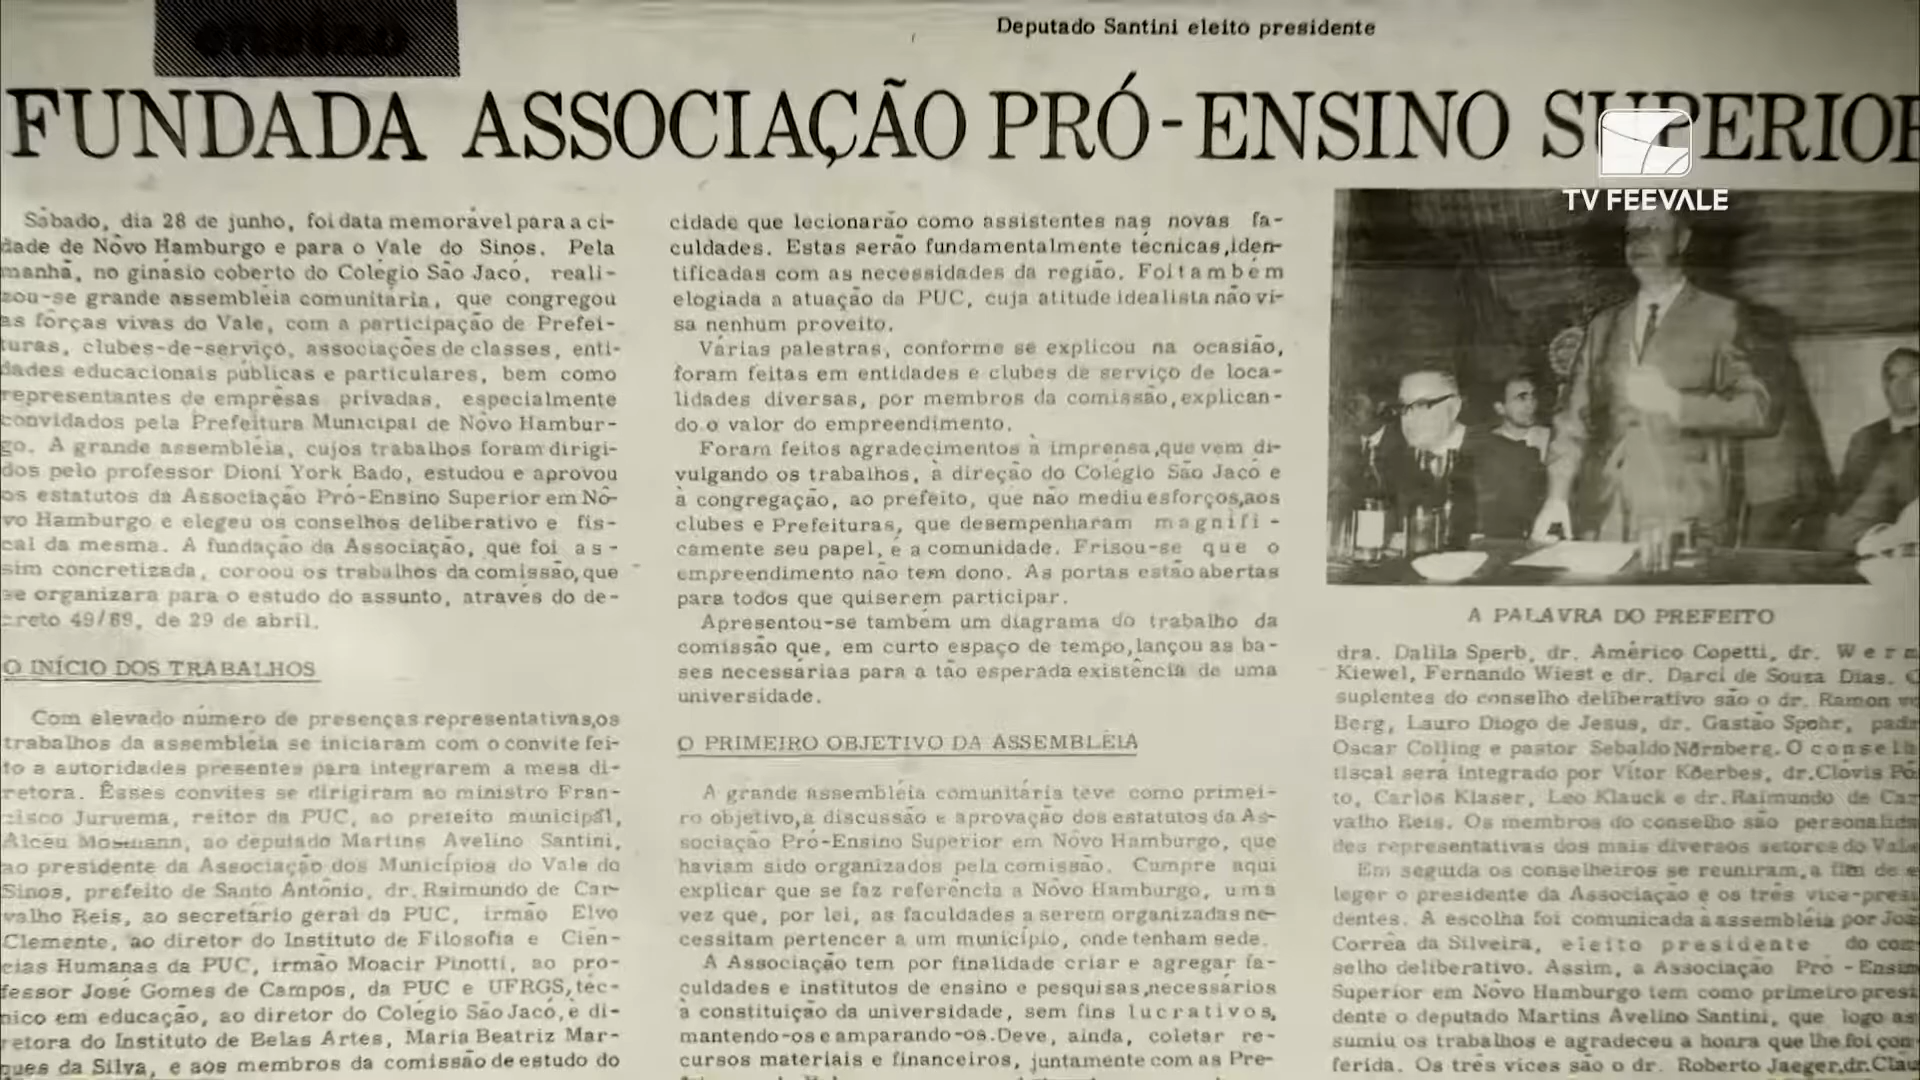 ensino
Deputado Santini eleito presidente
FUNDADA ASSOCIAÇÃO PRÓ-ENSINO SUPERIOR
TV FEEVALE
Sábado, dia 28 de junho, foi data memorável para a ci-
dade de Nôvo Hamburgo e para o Vale do Sinos. Pela
manhã, no ginásio coberto do Colégio São Jacó, reali-
zou-se grande assembléia comunitária, que congregou
as fôrças vivas do Vale, com a participação de Prefei-
turas, clubes-de-serviço, associações de classes, enti-
dades educacionais públicas e particulares, bem como
representantes de emprêsas privadas, especialmente
convidados pela Prefeitura Municipal de Nôvo Hambur-
go. A grande assembléia, cujos trabalhos foram dirigi-
dos pelo professor Dioni York Bado, estudou e aprovou
os estatutos da Associação Pró-Ensino Superior em Nô-
vo Hamburgo e elegeu os conselhos deliberativo e fis-
cal da mesma. A fundação da Associação, que foi as-
sim concretizada, coroou os trabalhos da comissão, que
se organizara para o estudo do assunto, através do de-
creto 49/69, de 29 de abril.
O INÍCIO DOS TRABALHOS
Com elevado número de presenças representativas, os
trabalhos da assembléia se iniciaram com o convite fei-
to a autoridades presentes para integrarem a mesa di-
retora. Êsses convites se dirigiram ao ministro Fran-
cisco Juruema, reitor da PUC, ao prefeito municipal,
Alceu Mosmann, ao deputado Martins Avelino Santini,
ao presidente da Associação dos Municípios do Vale do
Sinos, prefeito de Santo Antônio, dr. Raimundo de Car-
valho Reis, ao secretário geral da PUC, irmão Elvo
Clemente, ao diretor do Instituto de Filosofia e Ciên-
cias Humanas da PUC, irmão Moacir Pinotti, ao pro-
fessor José Gomes de Campos, da PUC e UFRGS, téc-
nico em educação, ao diretor do Colégio São Jacó, è di-
retora do Instituto de Belas Artes, Maria Beatriz Mar-
ques da Silva, e aos membros da comissão de estudo do
cidade que lecionarão como assistentes nas novas fa-
culdades. Estas serão fundamentalmente técnicas, iden-
tificadas com as necessidades da região. Foi também
elogiada a atuação da PUC, cuja atitude idealista não vi-
sa nenhum proveito.
Várias palestras, conforme se explicou na ocasião,
foram feitas em entidades e clubes de serviço de loca-
lidades diversas, por membros da comissão, explican-
do o valor do empreendimento.
Foram feitos agradecimentos à imprensa, que vem di-
vulgando os trabalhos, à direção do Colégio São Jacó e
à congregação, ao prefeito, que não mediu esforços, aos
clubes e Prefeituras, que desempenharam magnifi-
camente seu papel, é a comunidade. Frisou-se que o
empreendimento não tem dono. As portas estão abertas
para todos que quiserem participar.
Apresentou-se também um diagrama do trabalho da
comissão que, em curto espaço de tempo, lançou as ba-
ses necessárias para a tão esperada existência de uma
universidade.
O PRIMEIRO OBJETIVO DA ASSEMBLÉIA
A grande assembléia comunitária teve como primei-
ro objetivo, a discussão e aprovação dos estatutos da As-
sociação Pró-Ensino Superior em Nôvo Hamburgo, que
haviam sido organizados pela comissão. Cumpre aqui
explicar que se faz referência a Nôvo Hamburgo, uma
vez que, por lei, as faculdades a serem organizadas ne-
cessitam pertencer a um município, onde tenham sede.
A Associação tem por finalidade criar e agregar fa-
culdades e institutos de ensino e pesquisas, necessários
à constituição da universidade, sem fins lucrativos,
mantendo-os e amparando-os. Deve, ainda, coletar re-
cursos materiais e financeiros, juntamente com as Pre-
A PALAVRA DO PREFEITO
dra. Dalila Sperb, dr. Américo Copetti, dr. Wern
Kiewel, Fernando Wiest e dr. Darci de Souza Dias. O
suplentes do conselho deliberativo são o dr. Ramon vo
Berg, Lauro Diogo de Jesus, dr. Gastão Spohr, padr
Oscar Colling e pastor Sebaldo Nörnberg. O conselh
fiscal será integrado por Vítor Köerbes, dr. Clóvis Pô
to, Carlos Klaser, Leo Klauck e dr. Raimundo de Car
valho Reis. Os membros do conselho são personalida
des representativas dos mais diversos setores do Vale
Em seguida os conselheiros se reuniram, a fim de e
leger o presidente da Associação e os três vice-presi
dentes. A escolha foi comunicada à assembléia por Jos
Corrêa da Silveira, eleito presidente do con
selho deliberativo. Assim, a Associação Pró-Ensin
Superior em Nôvo Hamburgo tem como primeiro presi
dente o deputado Martins Avelino Santini, que logo as
sumiu os trabalhos e agradeceu a honra que lhe foi con
ferida. Os três vices são o dr. Roberto Jaeger, dr. Clau